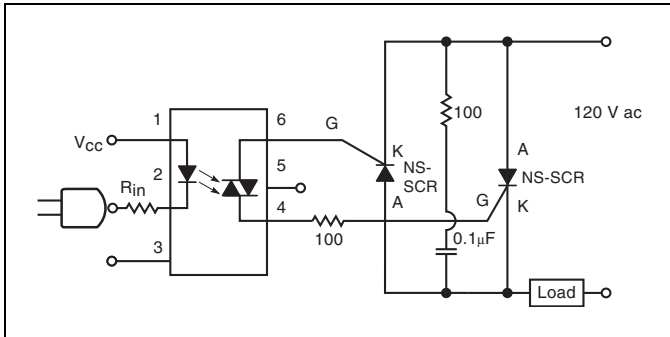 1
6
G
VCC
5
2
Rin
4
3
100
K
NS-
SCR
A
100
0.1μF
120 V ac
A
NS-SCR
G
K
Load